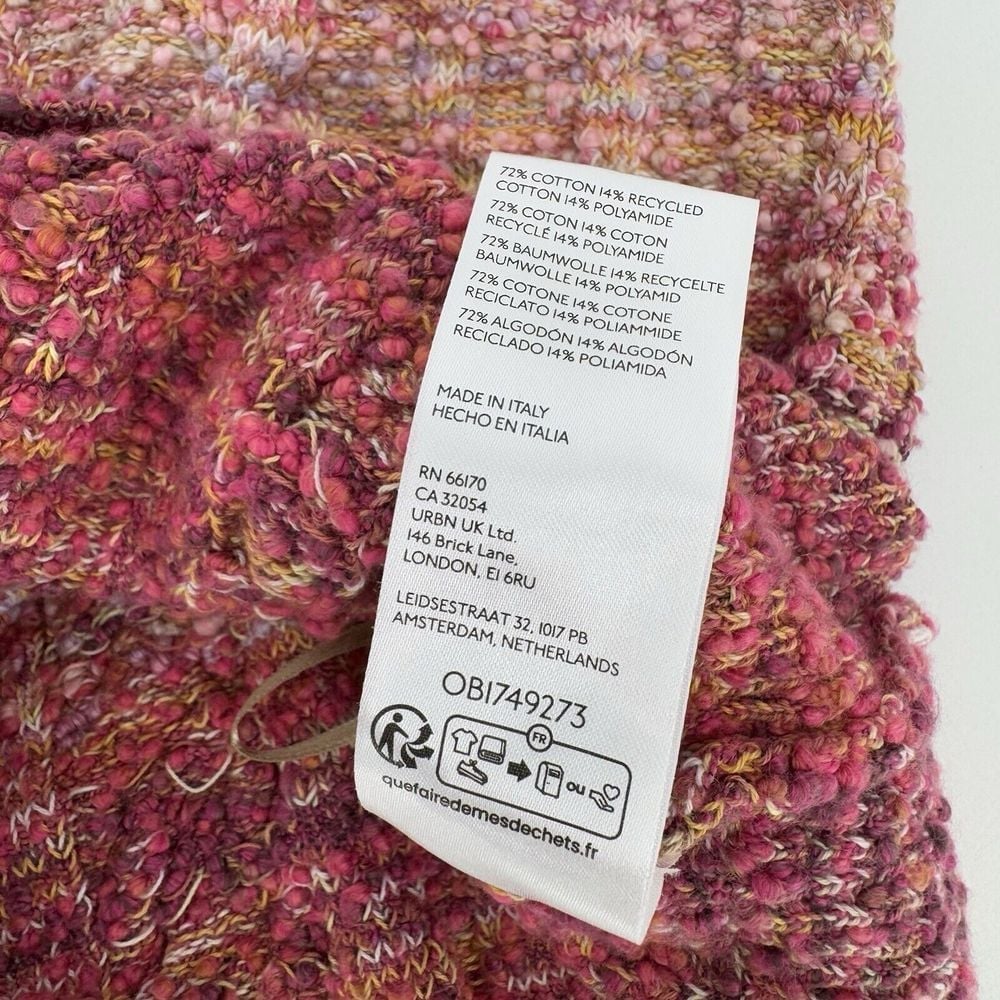 72% COTTON 14% RECYCLED
COTTON 14% POLYAMIDE
72% COTON 14% COTON
RECYCLÉ 14% POLYAMIDE
72% BAUMWOLLE 14% RECYCELTE
BAUMWOLLE 14% POLYAMID
72% COTONE 14% COTONE
RECICLATO 14% POLIAMMIDE
72% ALGODÓN 14% ALGODÓN
RECICLADO 14% POLIAMIDA
MADE IN ITALY
HECHO EN ITALIA
RN 66170
CA 32054
URBN UK Ltd.
146 Brick Lane,
LONDON, E1 6RU
LEIDSESTRAAT 32, 1017 PB
AMSTERDAM, NETHERLANDS
OB1749273
FR
ou
quefairedemesdechets.fr